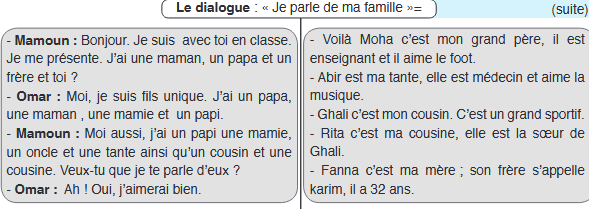 Le dialogue : « Je parle de ma famille »=
(suite)
- Mamoun : Bonjour. Je suis avec toi en classe.
Je me présente. J’ai une maman, un papa et un
frère et toi ?
- Omar : Moi, je suis fils unique. J’ai un papa,
une maman , une mamie et un papi.
- Mamoun : Moi aussi, j’ai un papi une mamie,
un oncle et une tante ainsi qu’un cousin et une
cousine. Veux-tu que je te parle d’eux ?
- Omar : Ah ! Oui, j’aimerai bien.
- Voilà Moha c’est mon grand père, il est
enseignant et il aime le foot.
- Abir est ma tante, elle est médecin et aime la
musique.
- Ghali c’est mon cousin. C’est un grand sportif.
- Rita c’est ma cousine, elle est la sœur de
Ghali.
- Fanna c’est ma mère ; son frère s’appelle
karim, il a 32 ans.